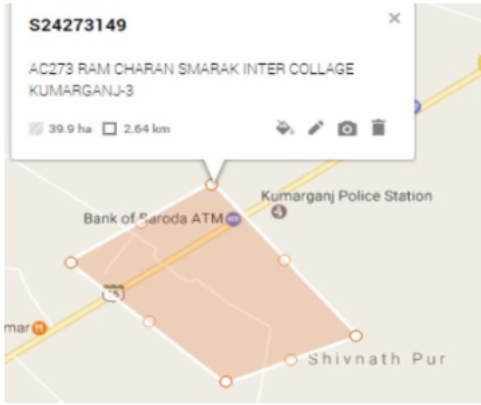 S24273149
AC273 RAM CHARAN SMARAK INTER COLLAGE
KUMARGANJ-3
39.9 ha 2.64 km
Kumarganj Police Station
Bank of Baroda ATM
mar
Shivnath Pur